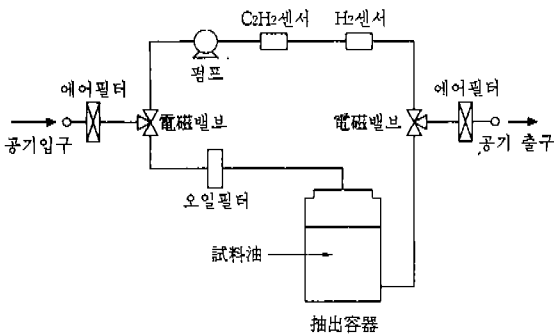 C2H2센서
H2센서
펌프
에어필터
電磁밸브
공기입구
오일필터
電磁밸브
에어필터
공기 출구
試料油
抽出容器